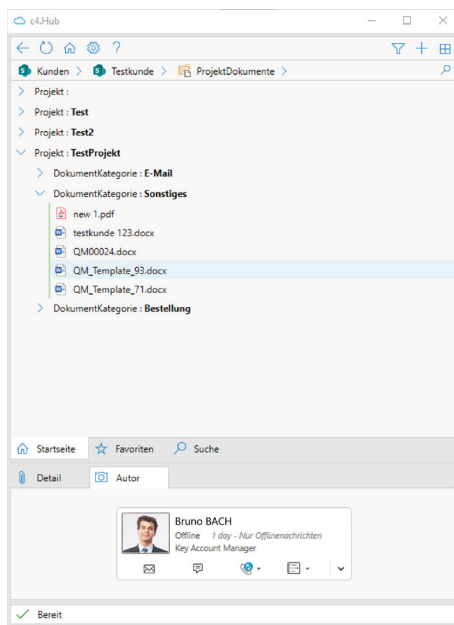 c4.Hub
Kunden > Testkunde > ProjektDokumente >
Projekt :
Projekt : Test
Projekt : Test2
Projekt : TestProjekt
DokumentKategorie : E-Mail
DokumentKategorie : Sonstiges
new 1.pdf
testkunde 123.docx
QM00024.docx
QM_Template_93.docx
QM_Template_71.docx
DokumentKategorie : Bestellung
Startseite Favoriten Suche
Detail Autor
Bruno BACH
Offline 1 day - Nur Offlinenachrichten
Key Account Manager
Bereit